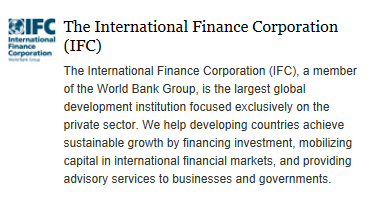 IFC
International
Finance
Corporation
World Bank Group
The International Finance Corporation
(IFC)
The International Finance Corporation (IFC), a member
of the World Bank Group, is the largest global
development institution focused exclusively on the
private sector. We help developing countries achieve
sustainable growth by financing investment, mobilizing
capital in international financial markets, and providing
advisory services to businesses and governments.